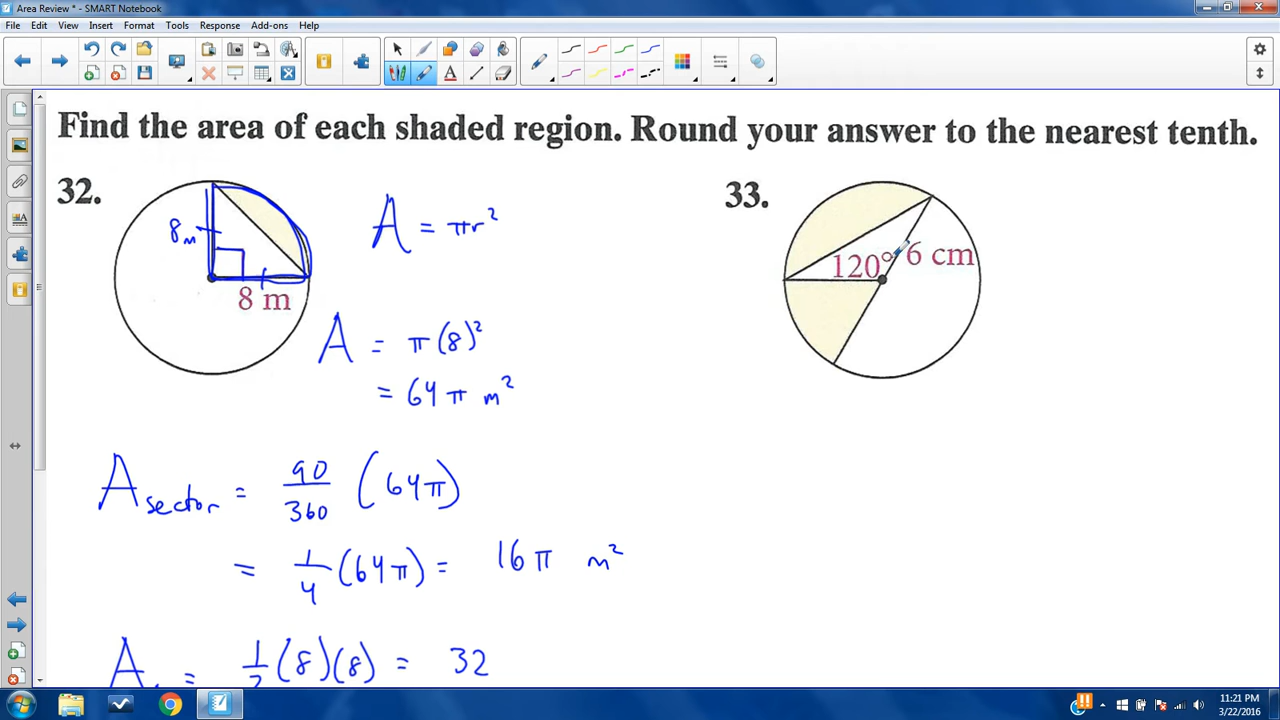 Area Review * - SMART Notebook
File Edit View Insert Format Tools Response Add-ons Help
Find the area of each shaded region. Round your answer to the nearest tenth.
32.
8m
8 m
A = πr²
A = π(8)²
= 64π m²
A sector = 90/360 (64π)
= 1/4 (64π) = 16π m²
= (8)(8) = 32
33.
120°
6 cm
11:21 PM
3/22/2016